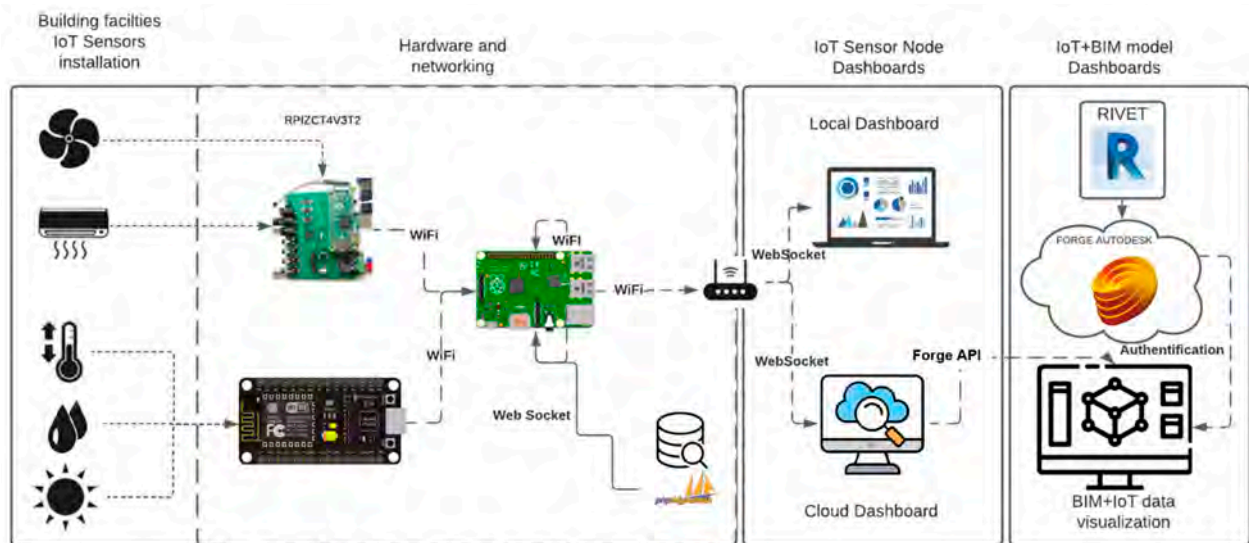 Building facilties
IoT Sensors
installation
Hardware and
networking
IoT Sensor Node
Dashboards
IoT+BIM model
Dashboards
RPIZCT4V3T2
Local Dashboard
RIVET
R
FORGE AUTODESK
WiFi
WiFI
WiFi
WiFi
WebSocket
WebSocket
Forge API
Authentification
Web Socket
FC
Cloud Dashboard
BIM+IoT data
visualization